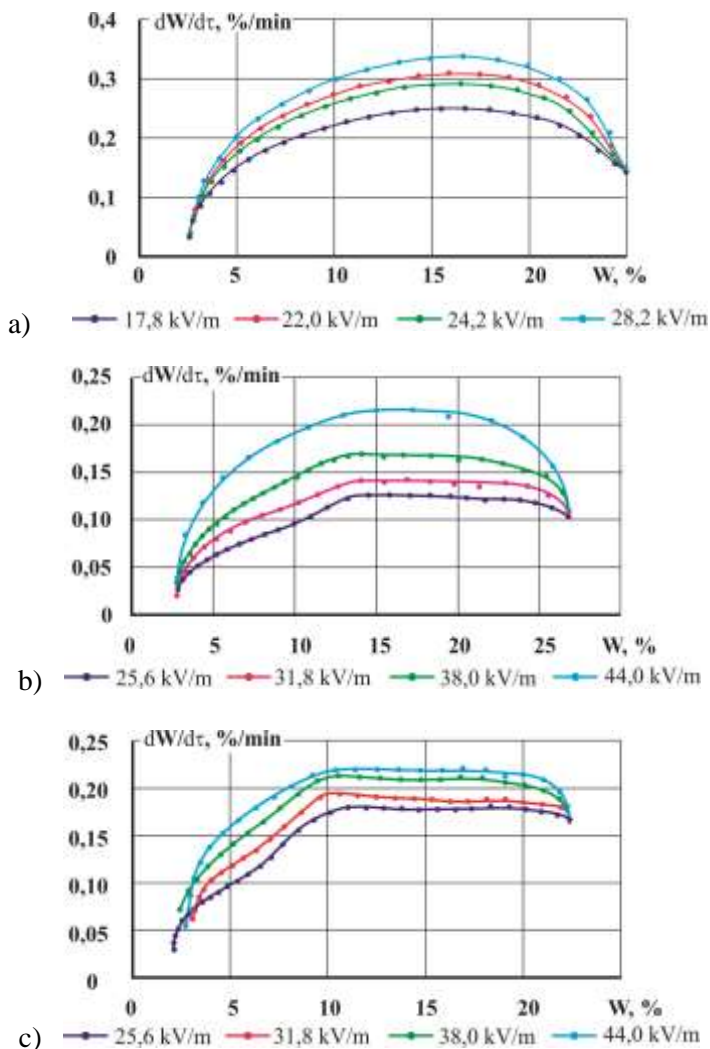 dW/dτ, %/min
0,4
0,3
0,2
0,1
0
0 5 10 15 20 W, %
a) 17,8 kV/m 22,0 kV/m 24,2 kV/m 28,2 kV/m
0,25 dW/dτ, %/min
0,20
0,15
0,10
0,05
0
0 5 10 15 20 25 W, %
b) 25,6 kV/m 31,8 kV/m 38,0 kV/m 44,0 kV/m
0,25 dW/dτ, %/min
0,20
0,15
0,10
0,05
0
0 5 10 15 20 W, %
c) 25,6 kV/m 31,8 kV/m 38,0 kV/m 44,0 kV/m